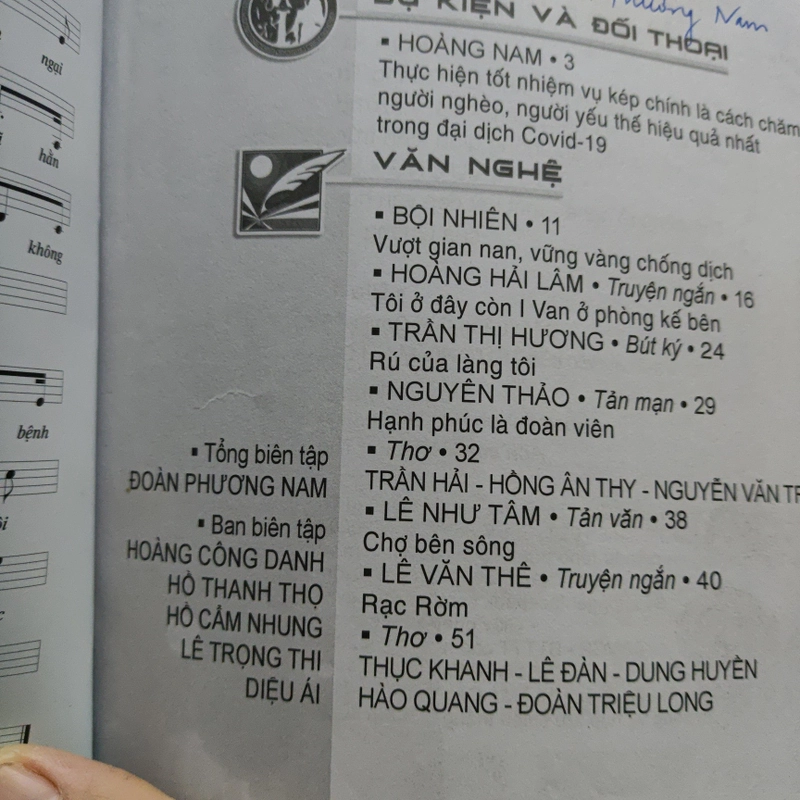 Nam
SỰ KIỆN VÀ ĐỐI THOẠI
▪ HOÀNG NAM • 3
Thực hiện tốt nhiệm vụ kép chính là cách chăm
người nghèo, người yếu thế hiệu quả nhất
trong đại dịch Covid-19
VĂN NGHỆ
▪ BỘI NHIÊN • 11
Vượt gian nan, vững vàng chống dịch
▪ HOÀNG HẢI LÂM • Truyện ngắn • 16
Tôi ở đây còn I Van ở phòng kế bên
▪ TRẦN THỊ HƯƠNG • Bút ký • 24
Rú của làng tôi
▪ NGUYÊN THẢO • Tản mạn • 29
Hạnh phúc là đoàn viên
▪ Thơ • 32
TRẦN HẢI - HỒNG ÂN THY - NGUYỄN VĂN
▪ LÊ NHƯ TÂM • Tản văn • 38
Chợ bên sông
▪ LÊ VĂN THÊ • Truyện ngắn • 40
Rạc Rờm
▪ Thơ • 51
THỤC KHANH - LÊ ĐÀN - DUNG HUYỀN
HÀO QUANG - ĐOÀN TRIỆU LONG
▪ Tổng biên tập
ĐOÀN PHƯƠNG NAM
▪ Ban biên tập
HOÀNG CÔNG DANH
HỒ THANH THỌ
HỒ CẨM NHUNG
LÊ TRỌNG THI
DIỆU ÁI
ngại
hằn
không
bệnh